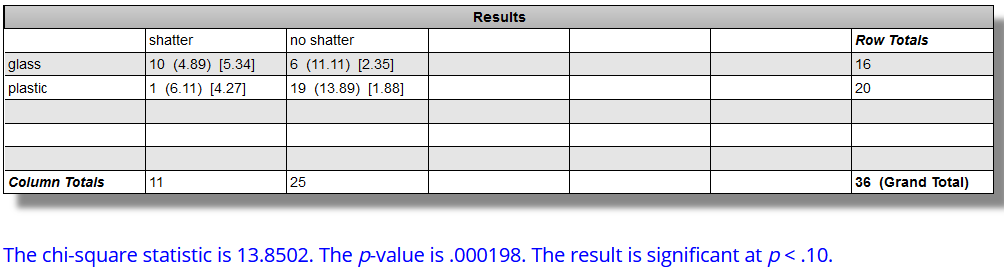 Results
shatter no shatter Row Totals
glass 10 (4.89) [5.34] 6 (11.11) [2.35] 16
plastic 1 (6.11) [4.27] 19 (13.89) [1.88] 20
Column Totals 11 25 36 (Grand Total)
The chi-square statistic is 13.8502. The p-value is .000198. The result is significant at p < .10.